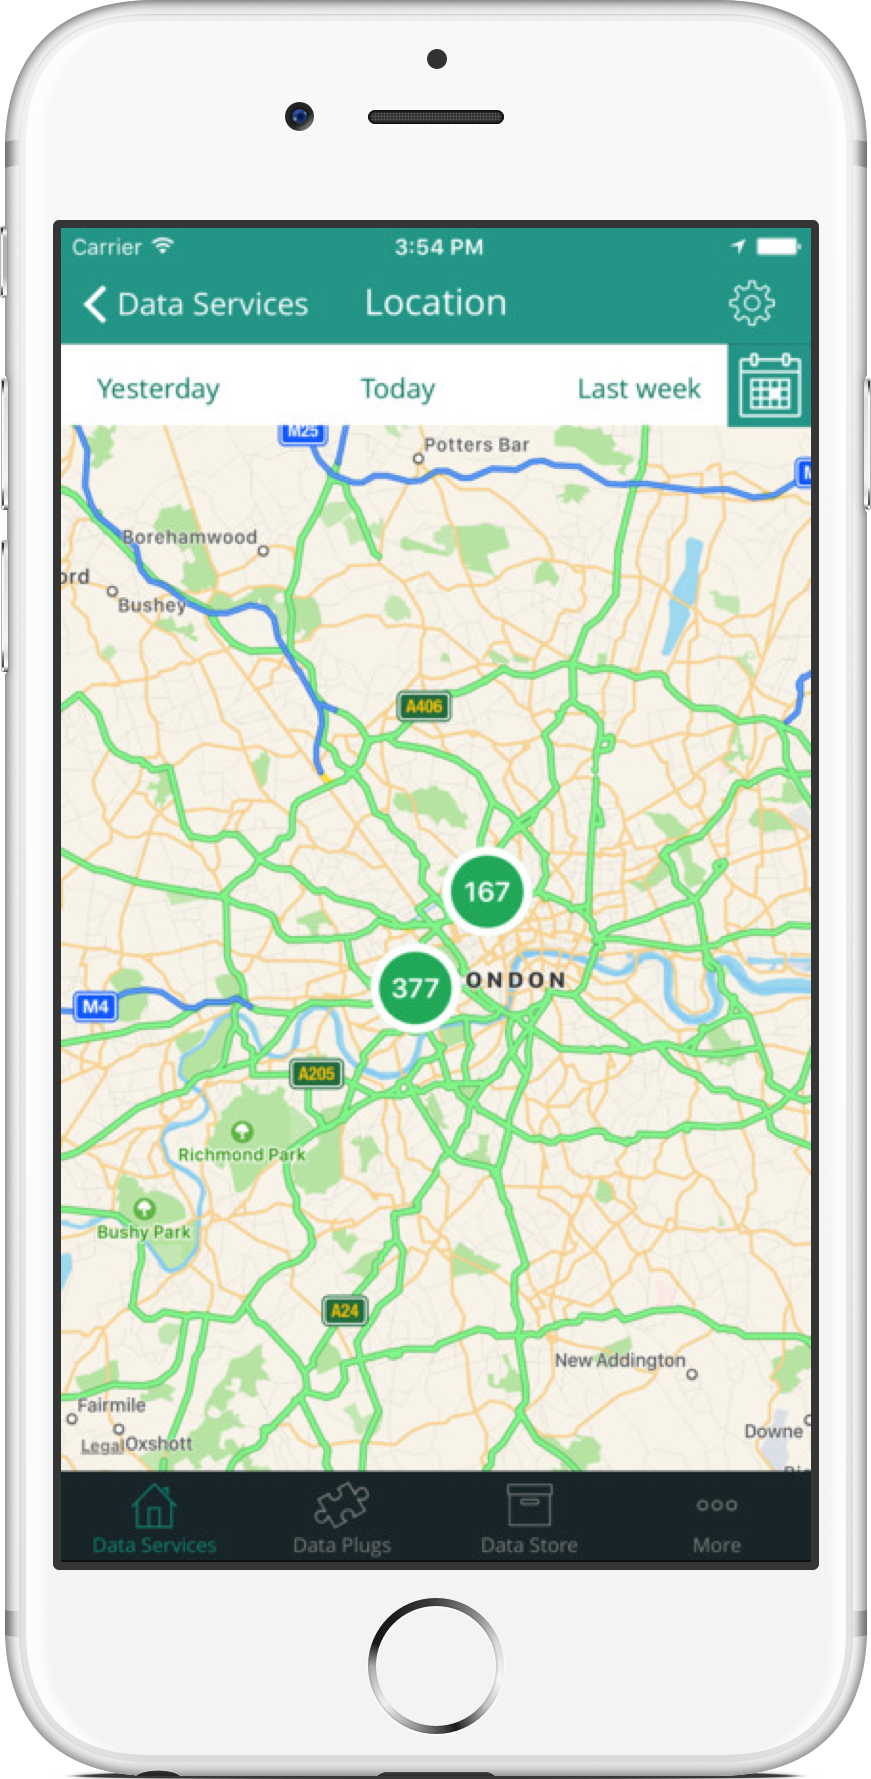 Carrier 3:54 PM
Data Services Location
Yesterday Today Last week
M25
Potters Bar
Borehamwood
ord
Bushey
A406
167
377
ONDON
M4
A205
Richmond Park
Bushy Park
A24
New Addington
Fairmile
Downe
Legal Oxshott
Data Services Data Plugs Data Store More